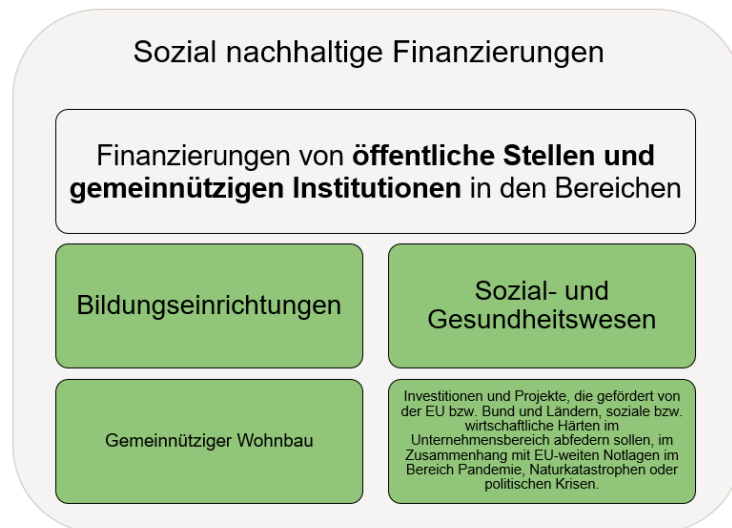 Sozial nachhaltige Finanzierungen
Finanzierungen von öffentliche Stellen und
gemeinnützigen Institutionen in den Bereichen
Bildungseinrichtungen
Sozial- und
Gesundheitswesen
Gemeinnütziger Wohnbau
Investitionen und Projekte, die gefördert von
der EU bzw. Bund und Ländern, soziale bzw.
wirtschaftliche Härten im
Unternehmensbereich abfedern sollen, im
Zusammenhang mit EU-weiten Notlagen im
Bereich Pandemie, Naturkatastrophen oder
politischen Krisen.